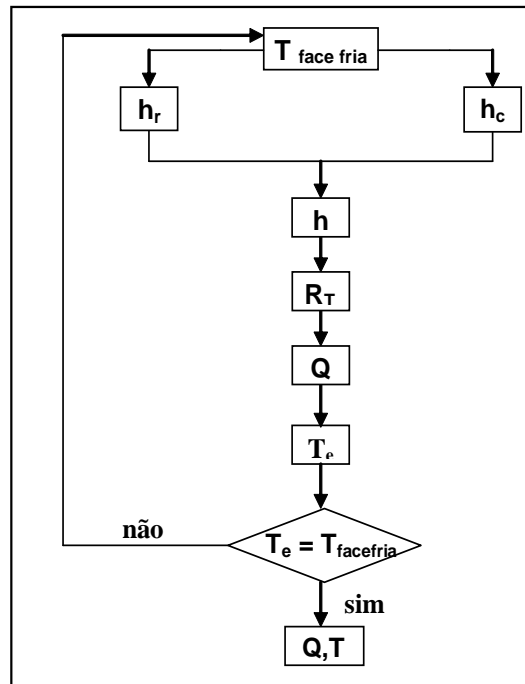 T face fria
hr hc
h
RT
Q
Te
não
Te = Tfacefria
sim
Q,T